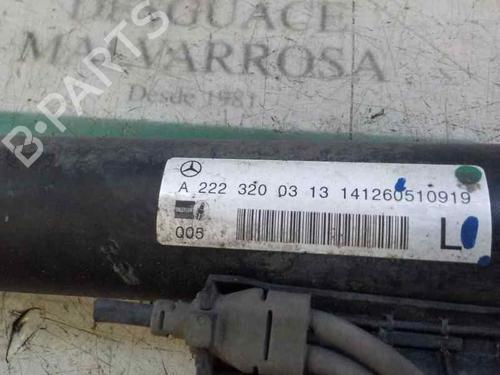 DESGUACE
MALVARROSA
Desde 1981
B-PARTS
A 222 320 03 13 141260510919
005
L